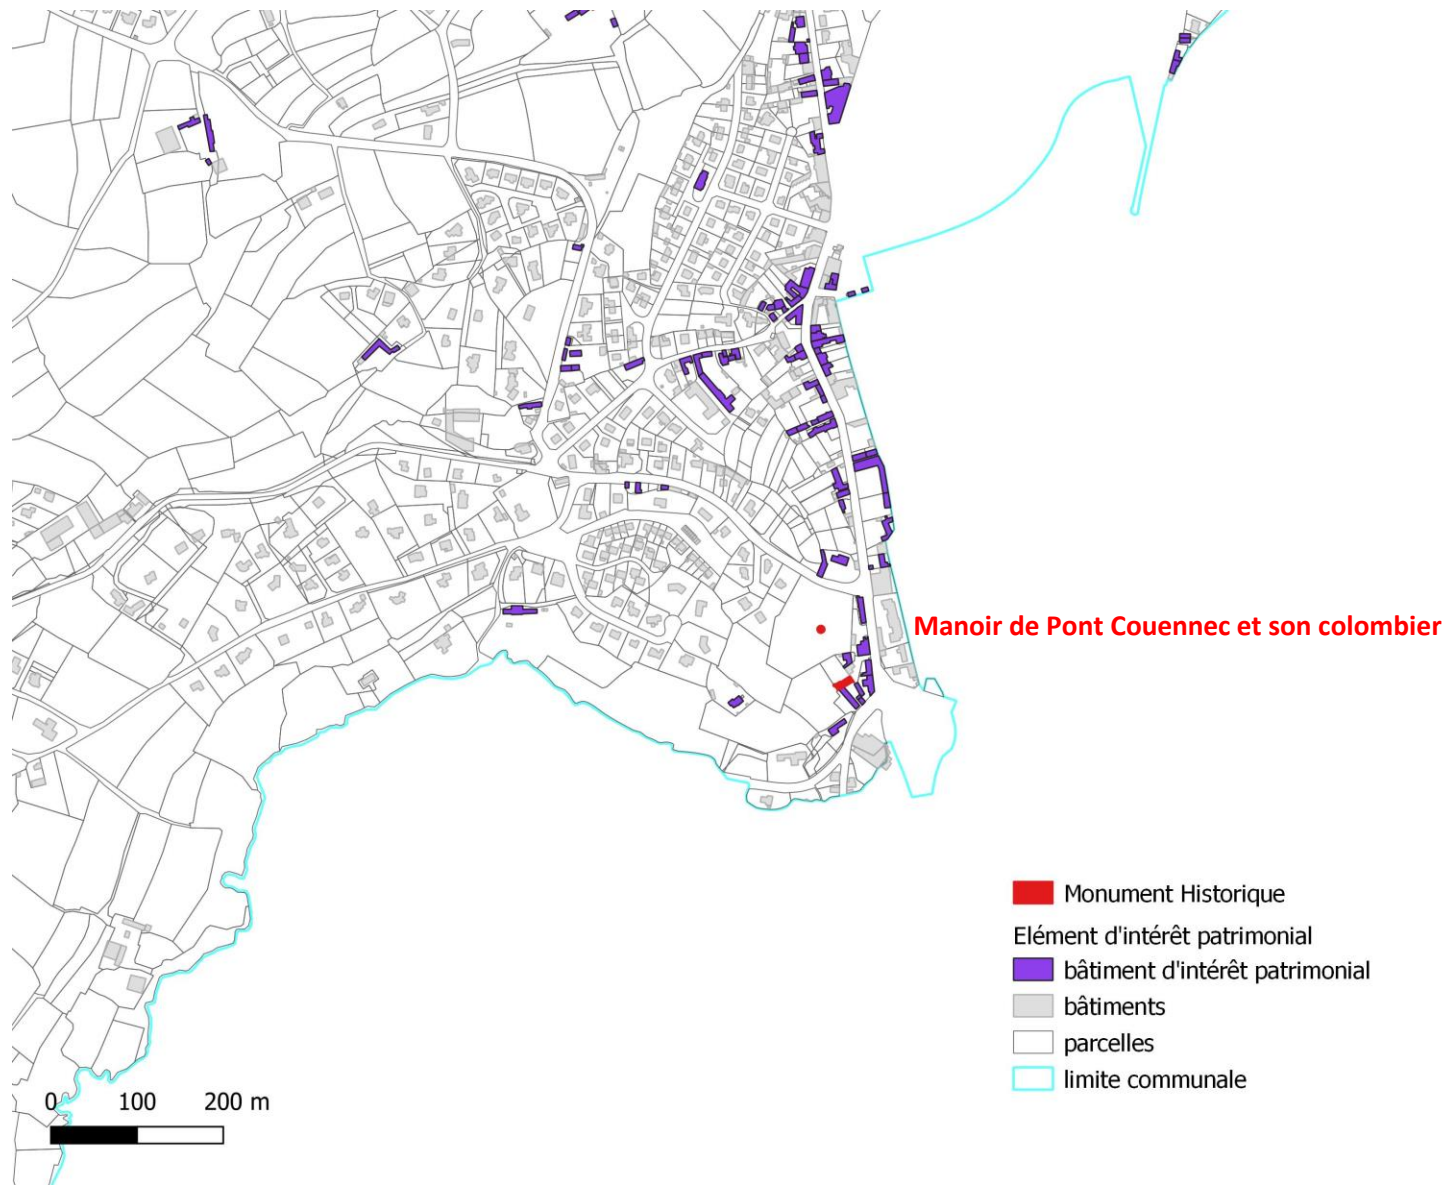 Manoir de Pont Couennec et son colombier
Monument Historique
Elément d'intérêt patrimonial
bâtiment d'intérêt patrimonial
bâtiments
parcelles
limite communale
0 100 200 m